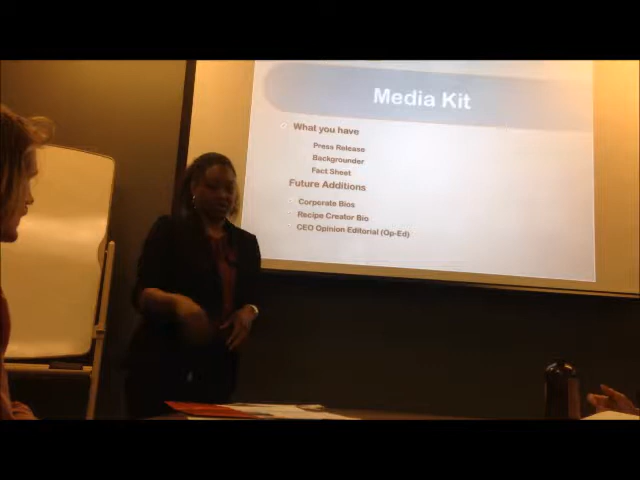 Media Kit
What you have
Press Release
Backgrounder
Fact Sheet
Future Additions
Corporate Bios
Recipe Creator Bio
CEO Opinion Editorial (Op-Ed)